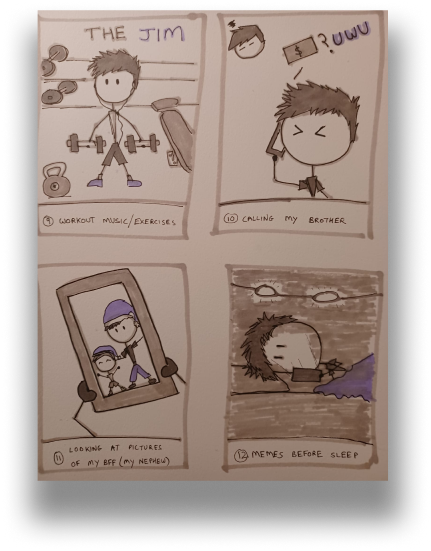 THE JIM
? UWU
$
9 WORKOUT MUSIC/EXERCISES
10 CALLING MY BROTHER
11 LOOKING AT PICTURES
OF MY BFF (MY NEPHEW)
12 MEMES BEFORE SLEEP